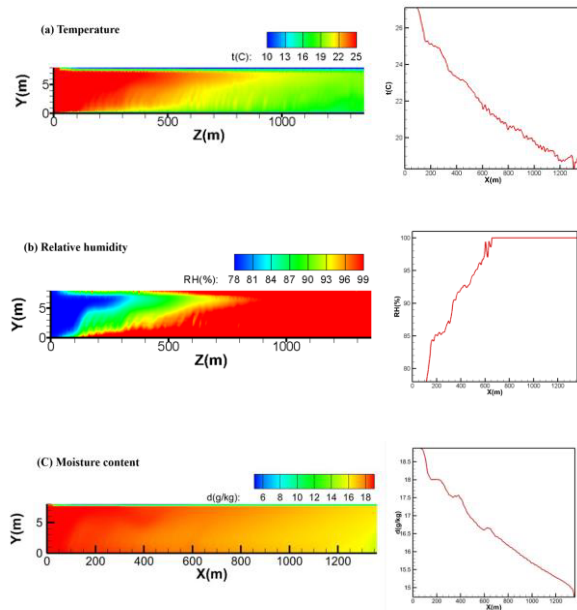 (a) Temperature
t(C): 10 13 16 19 22 25
Y(m)
5
0
0 500 1000
Z(m)
t(C)
26
24
22
20
0 200 400 600 800 1000 1200
X(m)
(b) Relative humidity
RH(%): 78 81 84 87 90 93 96 99
Y(m)
5
0
0 500 1000
Z(m)
RH(%)
100
95
90
85
80
0 200 400 600 800 1000 1200
X(m)
(C) Moisture content
d(g/kg): 6 8 10 12 14 16 18
Y(m)
5
0
0 200 400 600 800 1000 1200
X(m)
d(g/kg)
18.5
18
17.5
17
16.5
16
15.5
15
0 200 400 600 800 1000 1200
X(m)